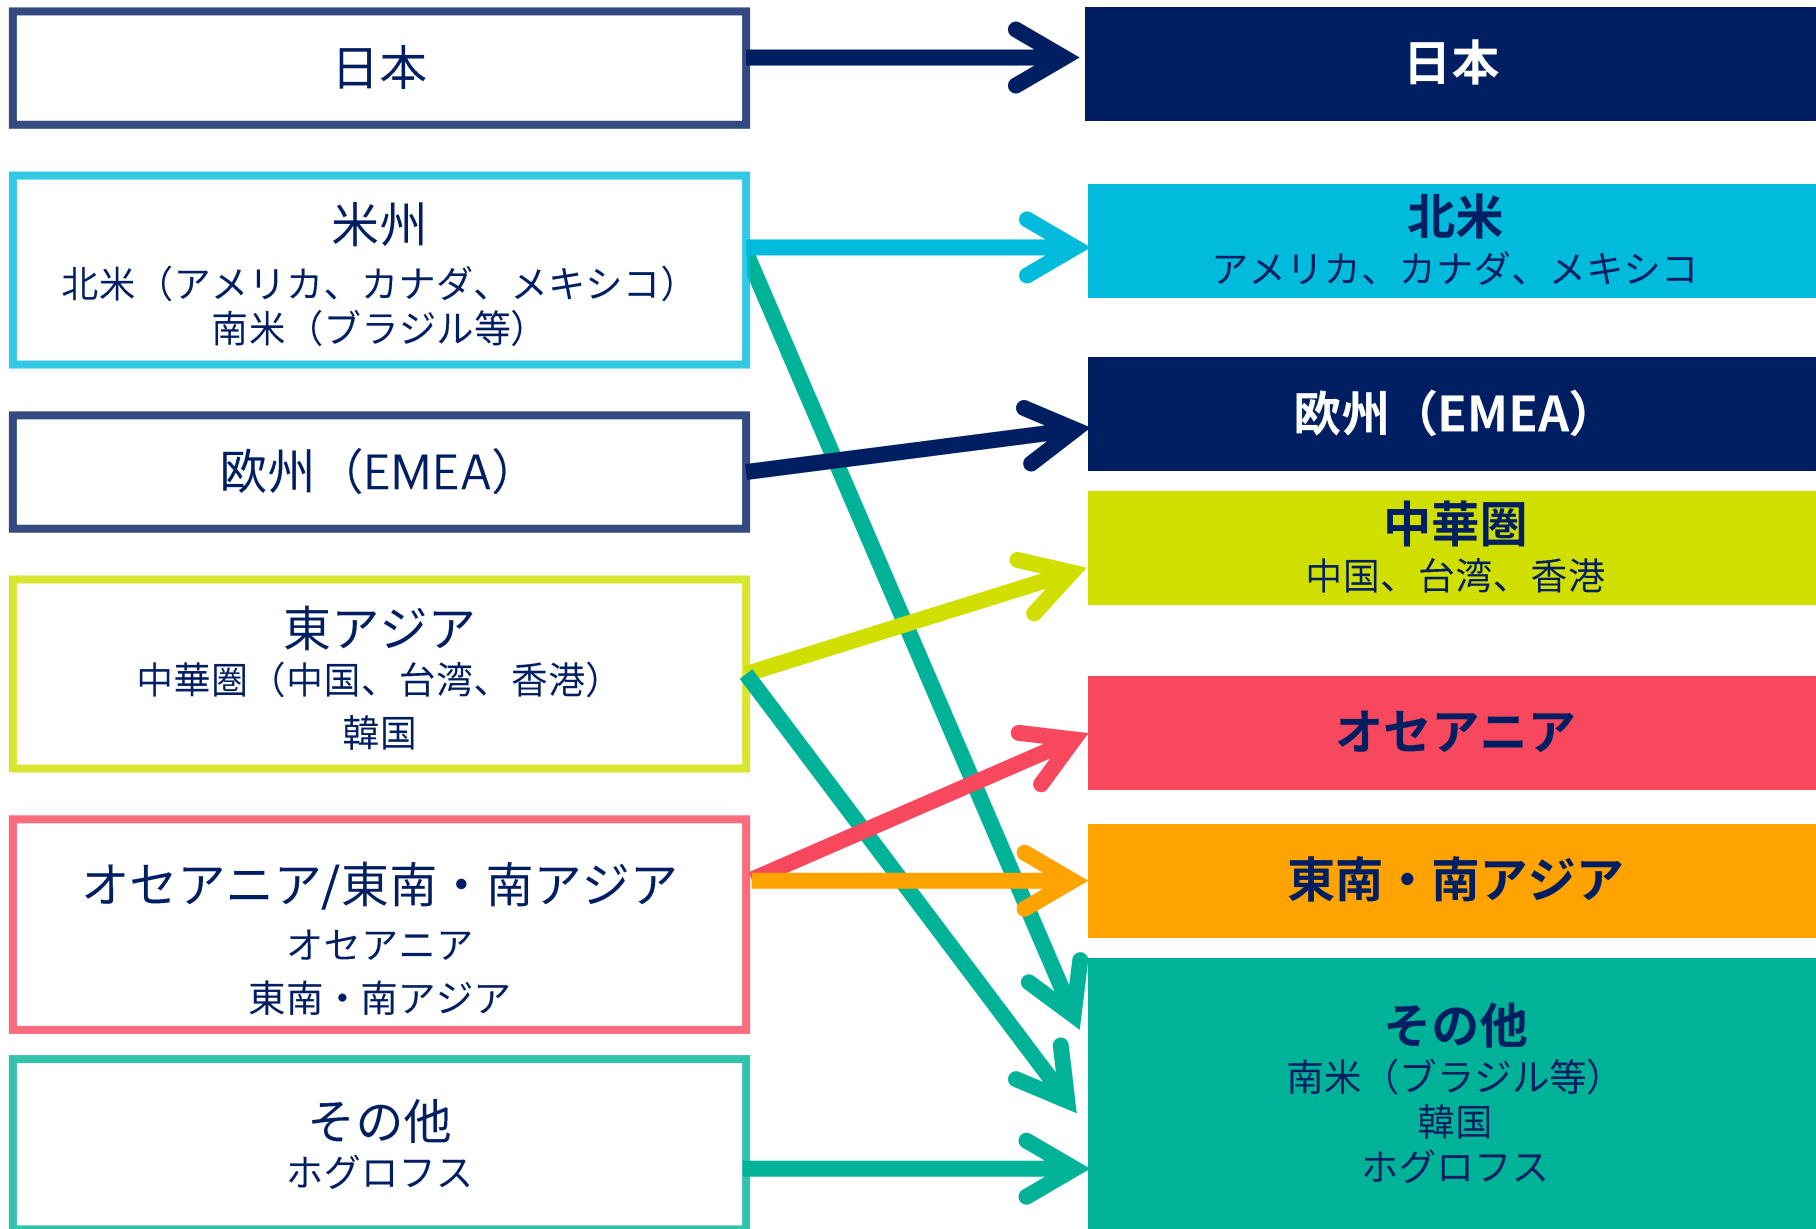 日本
米州
北米（アメリカ、カナダ、メキシコ）
南米（ブラジル等）
欧州（EMEA）
東アジア
中華圏（中国、台湾、香港）
韓国
オセアニア/東南・南アジア
オセアニア
東南・南アジア
その他
ホグロフス
日本
北米
アメリカ、カナダ、メキシコ
欧州（EMEA）
中華圏
中国、台湾、香港
オセアニア
東南・南アジア
その他
南米（ブラジル等）
韓国
ホグロフス